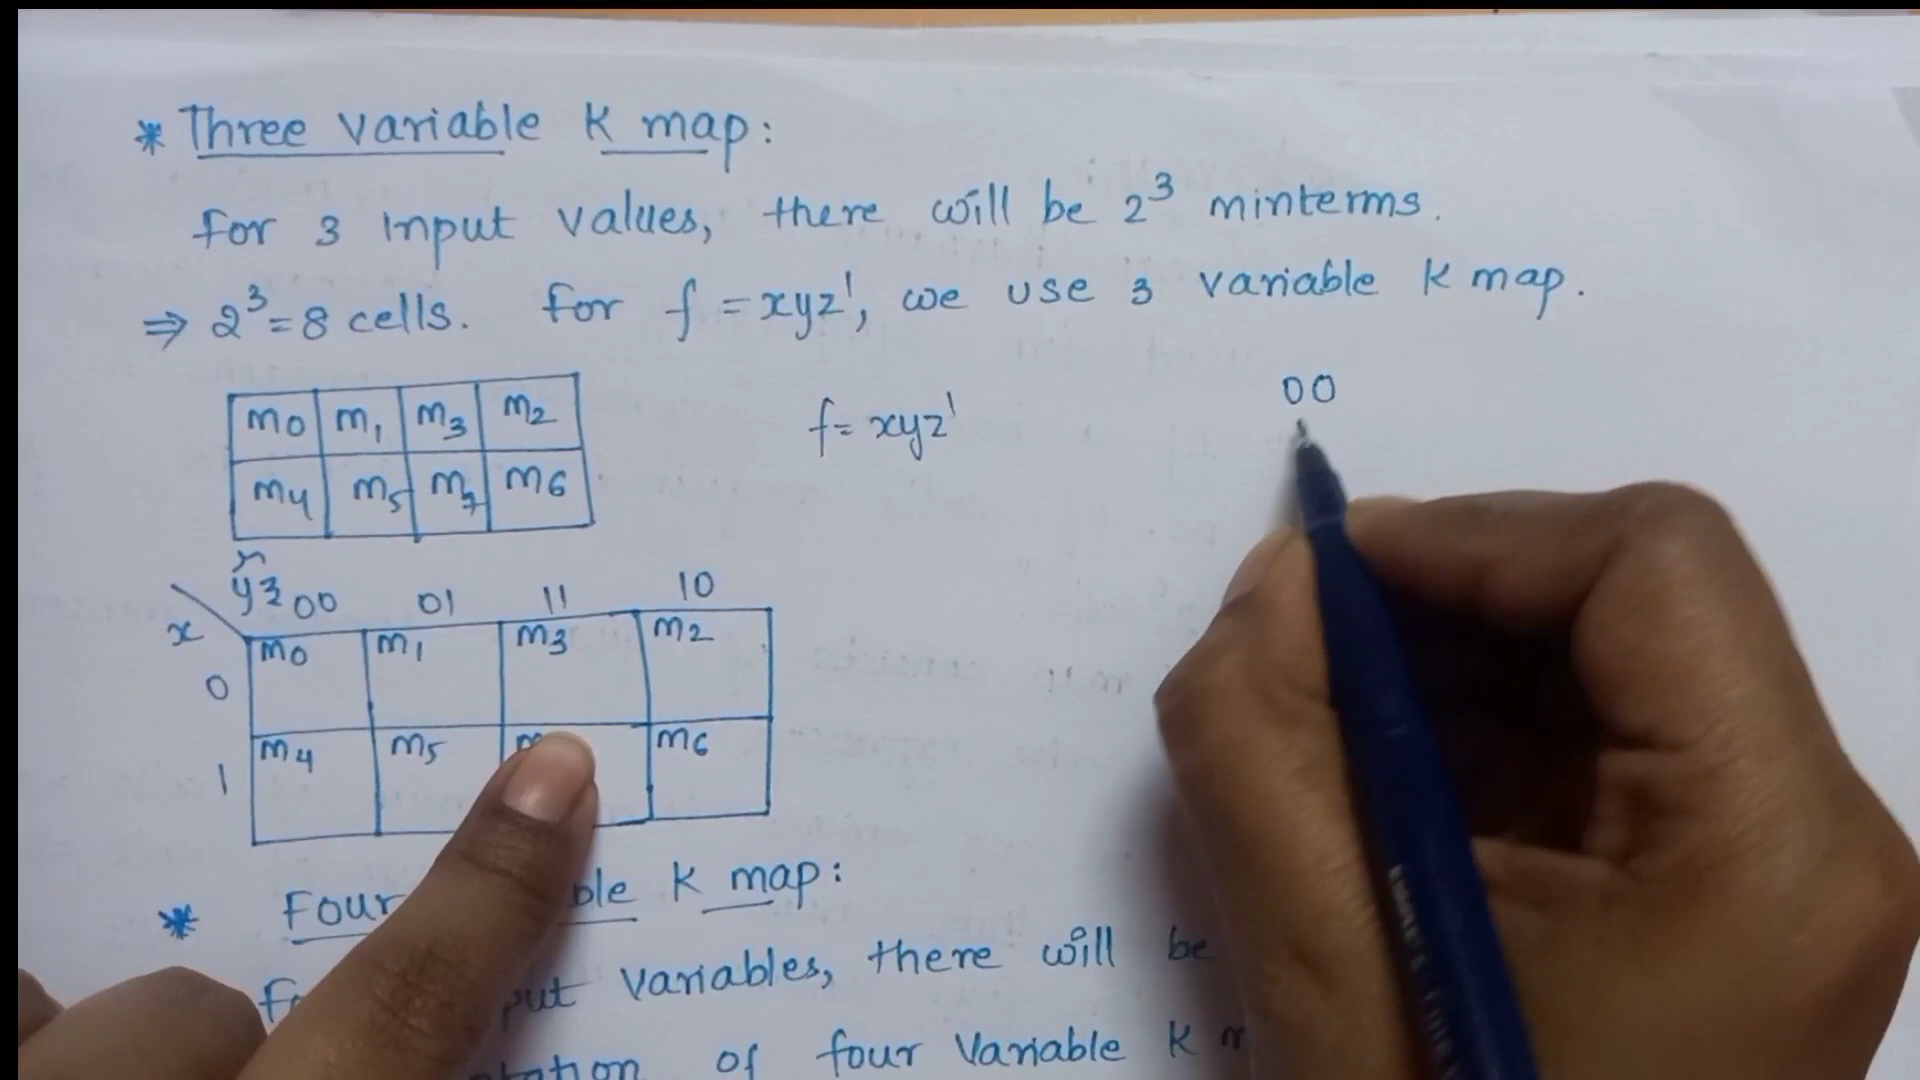 * Three variable K map:
For 3 input values, there will be 2³ minterms.
⇒ 2³=8 cells. For f = xyz', we use 3 variable K map.
m0 m1 m3 m2
f= xyz'
00
m4 m5 m7 m6
yz 00 01 11 10
x
m0 m1 m3 m2
0
m4 m5 m6
1
* Four K map:
variables, there will be
of four variable K